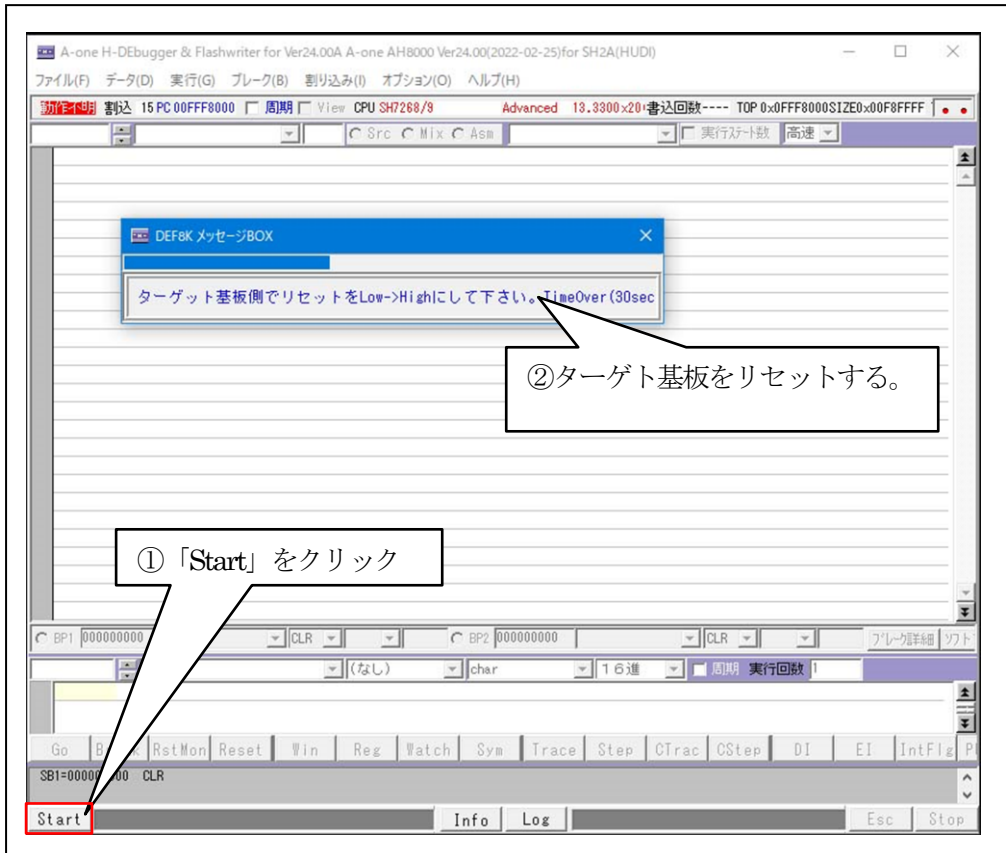 A-one H-DEbugger & Flashwriter for Ver24.00A A-one AH8000 Ver24.00(2022-02-25)for SH2A(HUDI)
ファイル(F) データ(D) 実行(G) ブレーク(B) 割り込み(I) オプション(O) ヘルプ(H)
動作不明 割込 15 PC 00FFF8000 周期 View CPU SH7268/9 Advanced 13.3300×20 書込回数---- TOP 0x0FFF8000SIZE0x00F8FFFF
Src Mix Asm 実行ステート数 高速
DEF8K メッセージBOX
ターゲット基板側でリセットをLow->Highにして下さい。TimeOver(30sec
②ターゲト基板をリセットする。
①「Start」をクリック
BP1 000000000 CLR BP2 000000000 CLR ブレーク詳細 ソフト
(なし) char 16進 周期 実行回数 1
Go RstMon Reset Win Reg Watch Sym Trace Step CTrac CStep DI EI IntFlg
CLR
Start Info Log Esc Stop